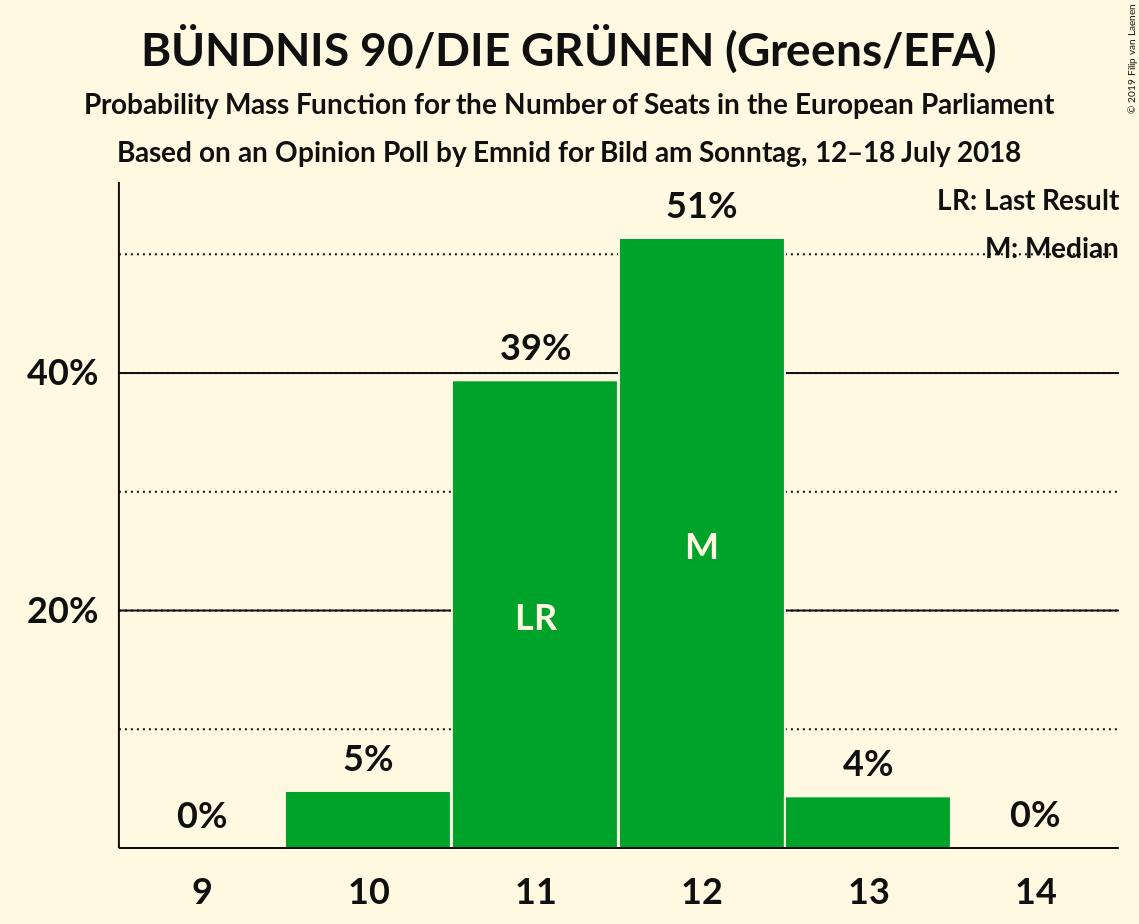 BÜNDNIS 90/DIE GRÜNEN (Greens/EFA)
Probability Mass Function for the Number of Seats in the European Parliament
Based on an Opinion Poll by Emnid for Bild am Sonntag, 12–18 July 2018
© 2019 Filip van Laenen
LR: Last Result
M: Median
51%
39%
40%
M
LR
20%
5%
4%
0%
0%
9 10 11 12 13 14